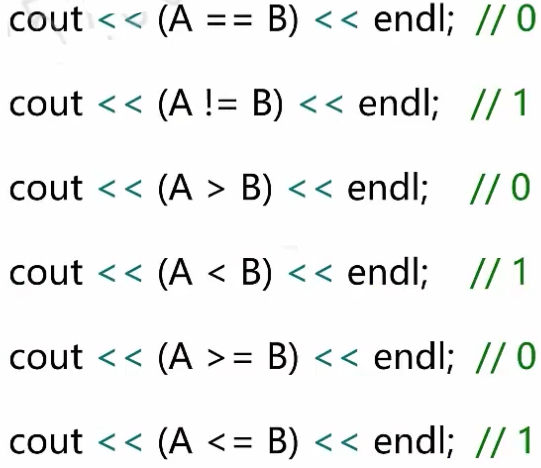 cout << (A == B) << endl; // 0
cout << (A != B) << endl; // 1
cout << (A > B) << endl; // 0
cout << (A < B) << endl; // 1
cout << (A >= B) << endl; // 0
cout << (A <= B) << endl; // 1